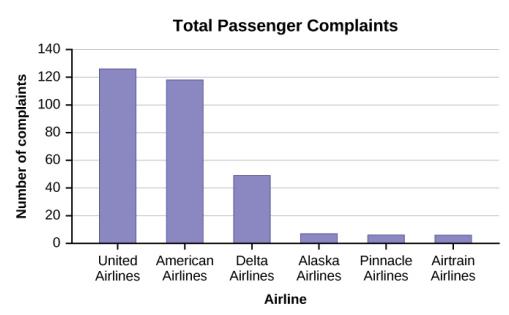 Total Passenger Complaints
140
120
100
80
60
40
20
0
Number of complaints
United Airlines
American Airlines
Delta Airlines
Alaska Airlines
Pinnacle Airlines
Airtrain Airlines
Airline